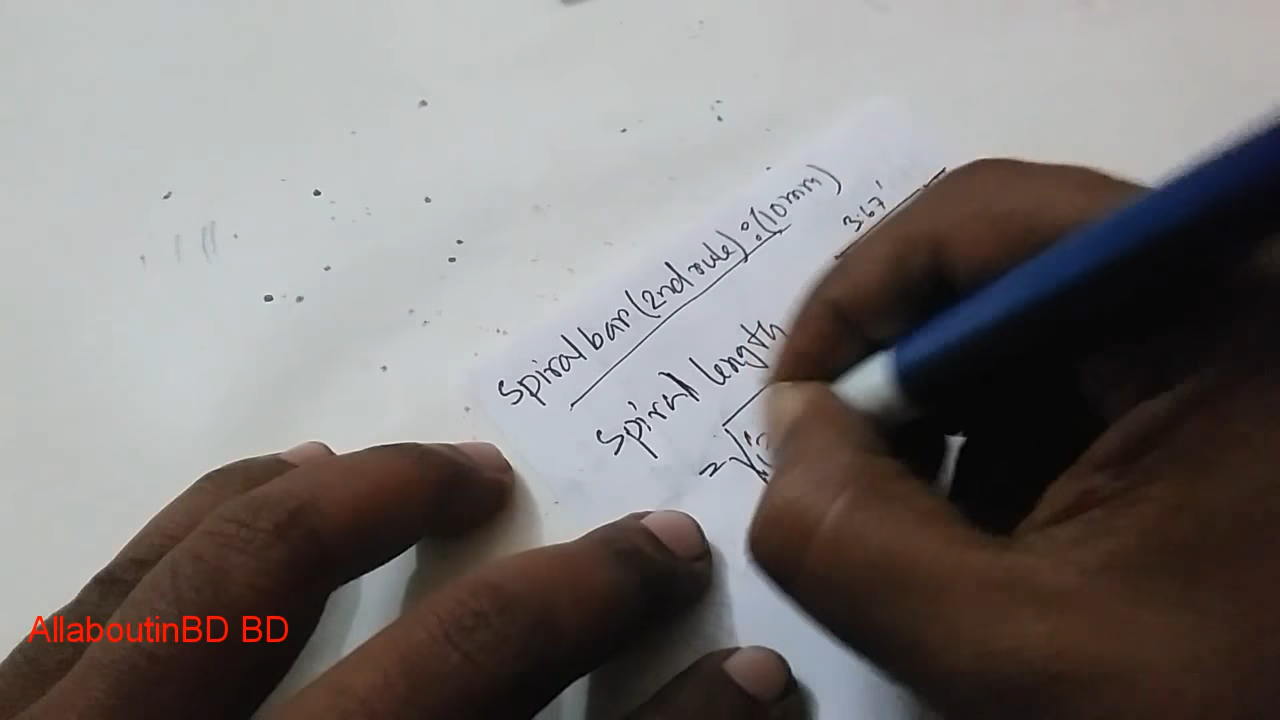 Spiral bar (2nd rule) : (10mm)
3.67'
Spiral length
= √
AllaboutinBD BD